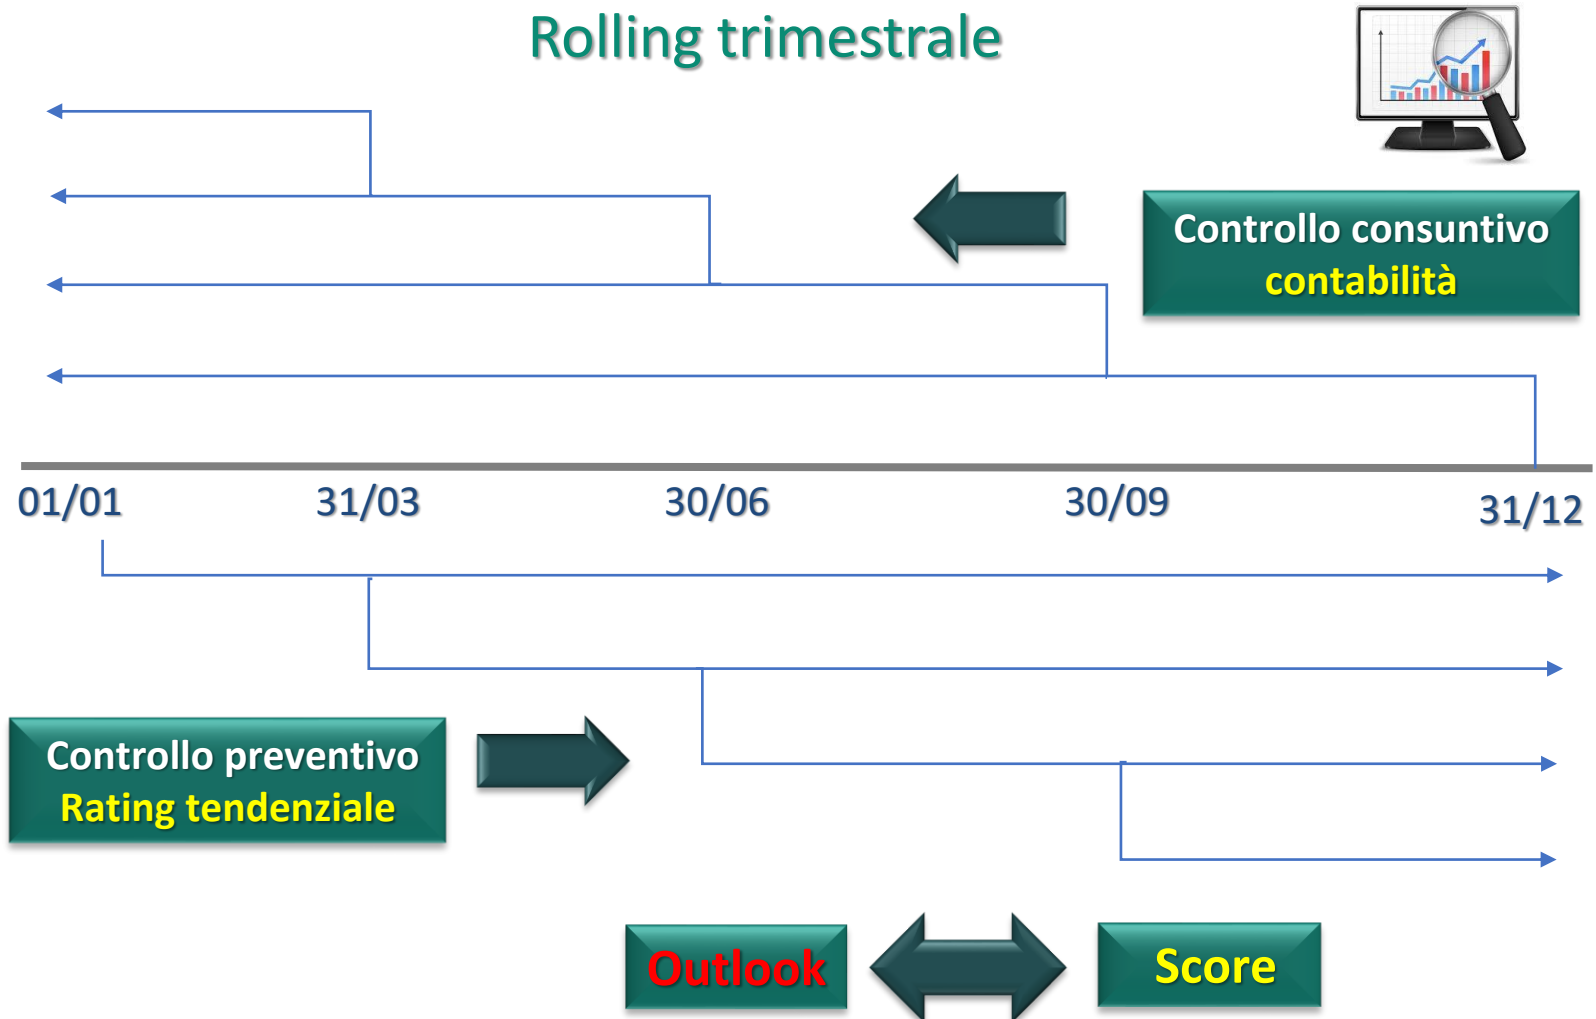 Rolling trimestrale
Controllo consuntivo
contabilità
01/01
31/03
30/06
30/09
31/12
Controllo preventivo
Rating tendenziale
Outlook
Score